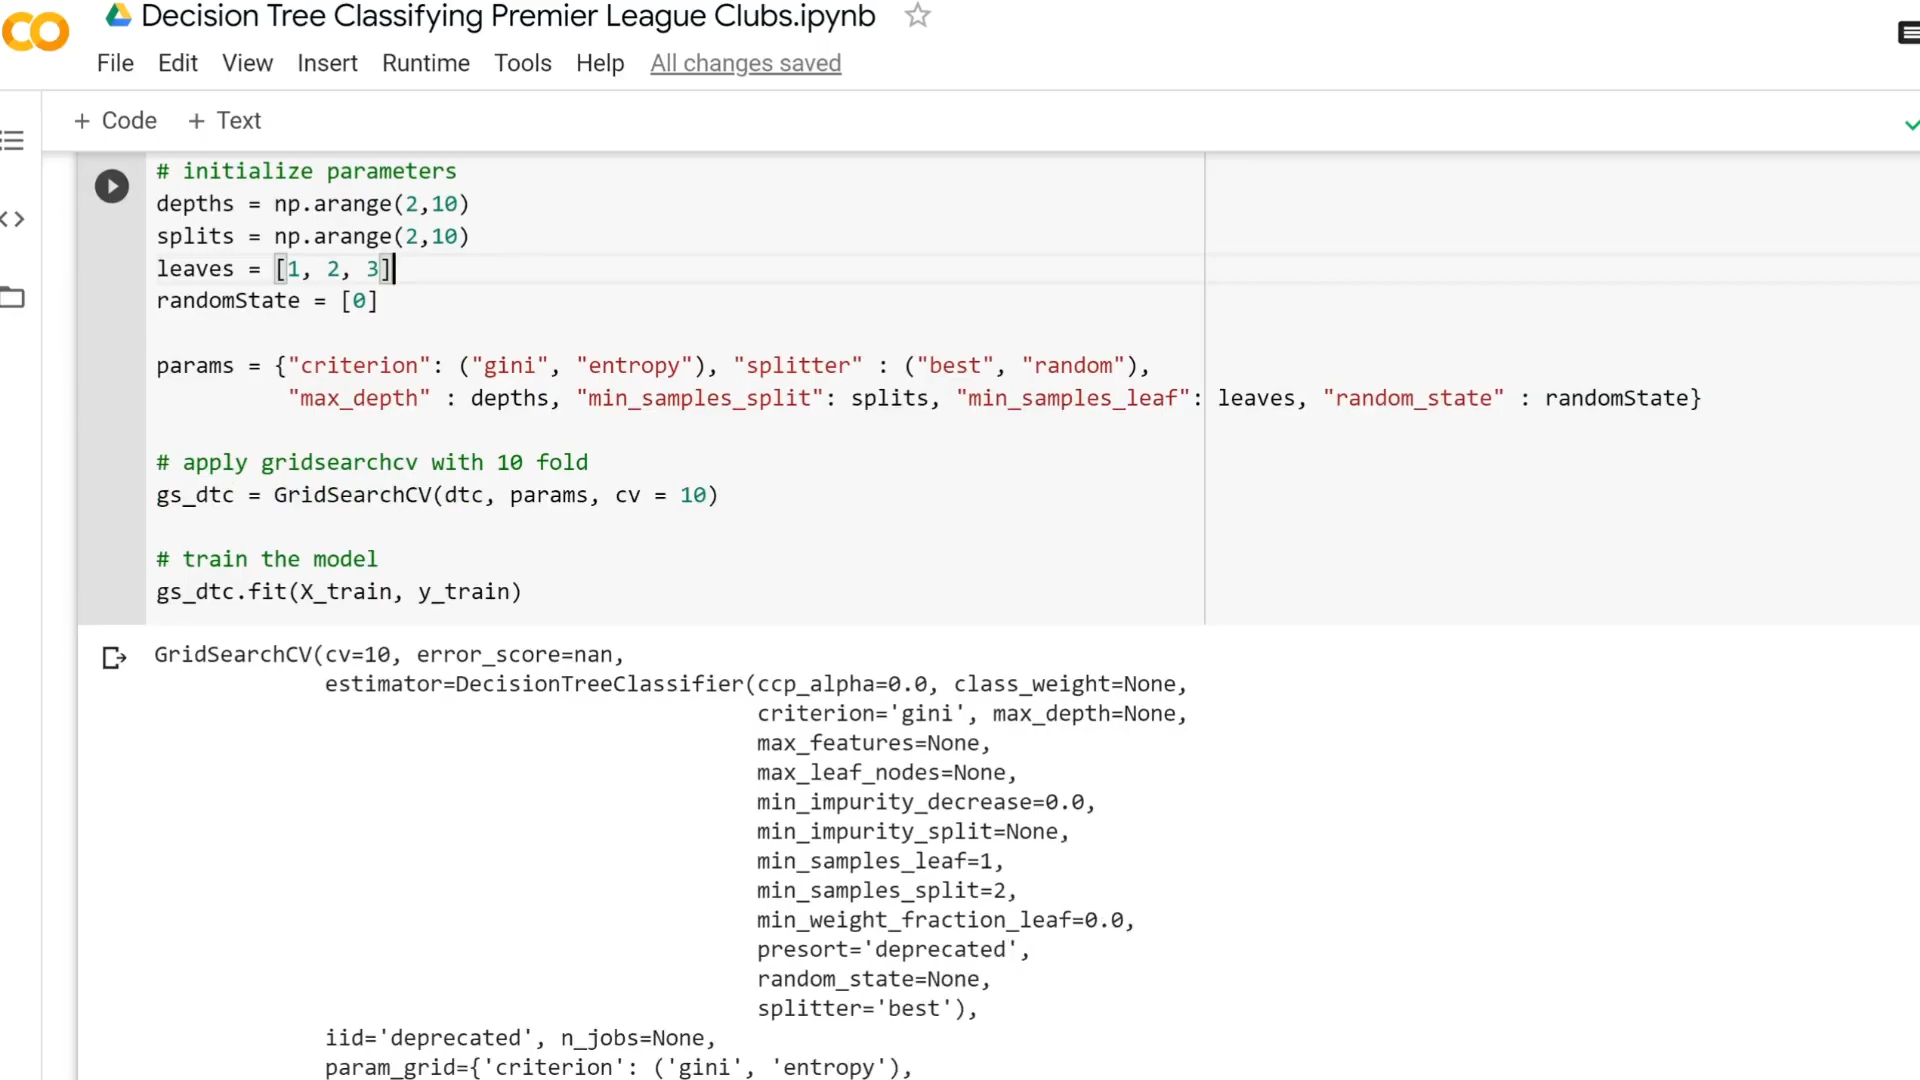 Decision Tree Classifying Premier League Clubs.ipynb
File Edit View Insert Runtime Tools Help All changes saved
+ Code + Text
# initialize parameters
depths = np.arange(2,10)
splits = np.arange(2,10)
leaves = [1, 2, 3]
randomState = [0]
params = {"criterion": ("gini", "entropy"), "splitter" : ("best", "random"),
"max_depth" : depths, "min_samples_split": splits, "min_samples_leaf": leaves, "random_state" : randomState}
# apply gridsearchcv with 10 fold
gs_dtc = GridSearchCV(dtc, params, cv = 10)
# train the model
gs_dtc.fit(X_train, y_train)
GridSearchCV(cv=10, error_score=nan,
estimator=DecisionTreeClassifier(ccp_alpha=0.0, class_weight=None,
criterion='gini', max_depth=None,
max_features=None,
max_leaf_nodes=None,
min_impurity_decrease=0.0,
min_impurity_split=None,
min_samples_leaf=1,
min_samples_split=2,
min_weight_fraction_leaf=0.0,
presort='deprecated',
random_state=None,
splitter='best'),
iid='deprecated', n_jobs=None,
param_grid={'criterion': ('gini', 'entropy'),